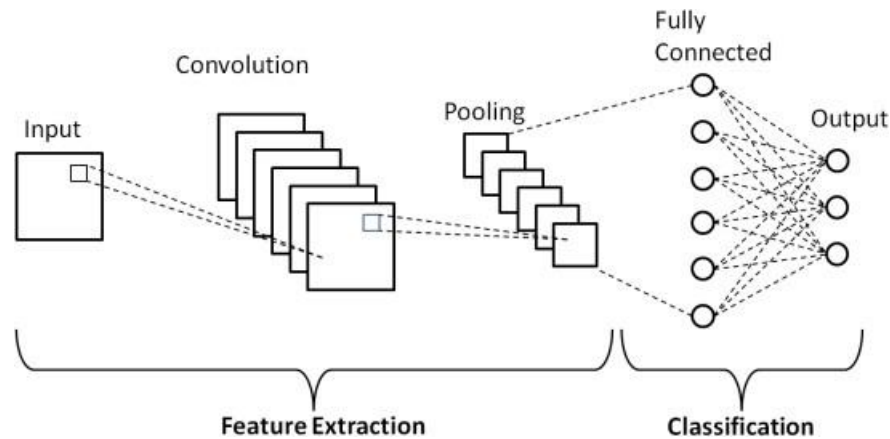 Input
Convolution
Pooling
Fully
Connected
Output
Feature Extraction
Classification